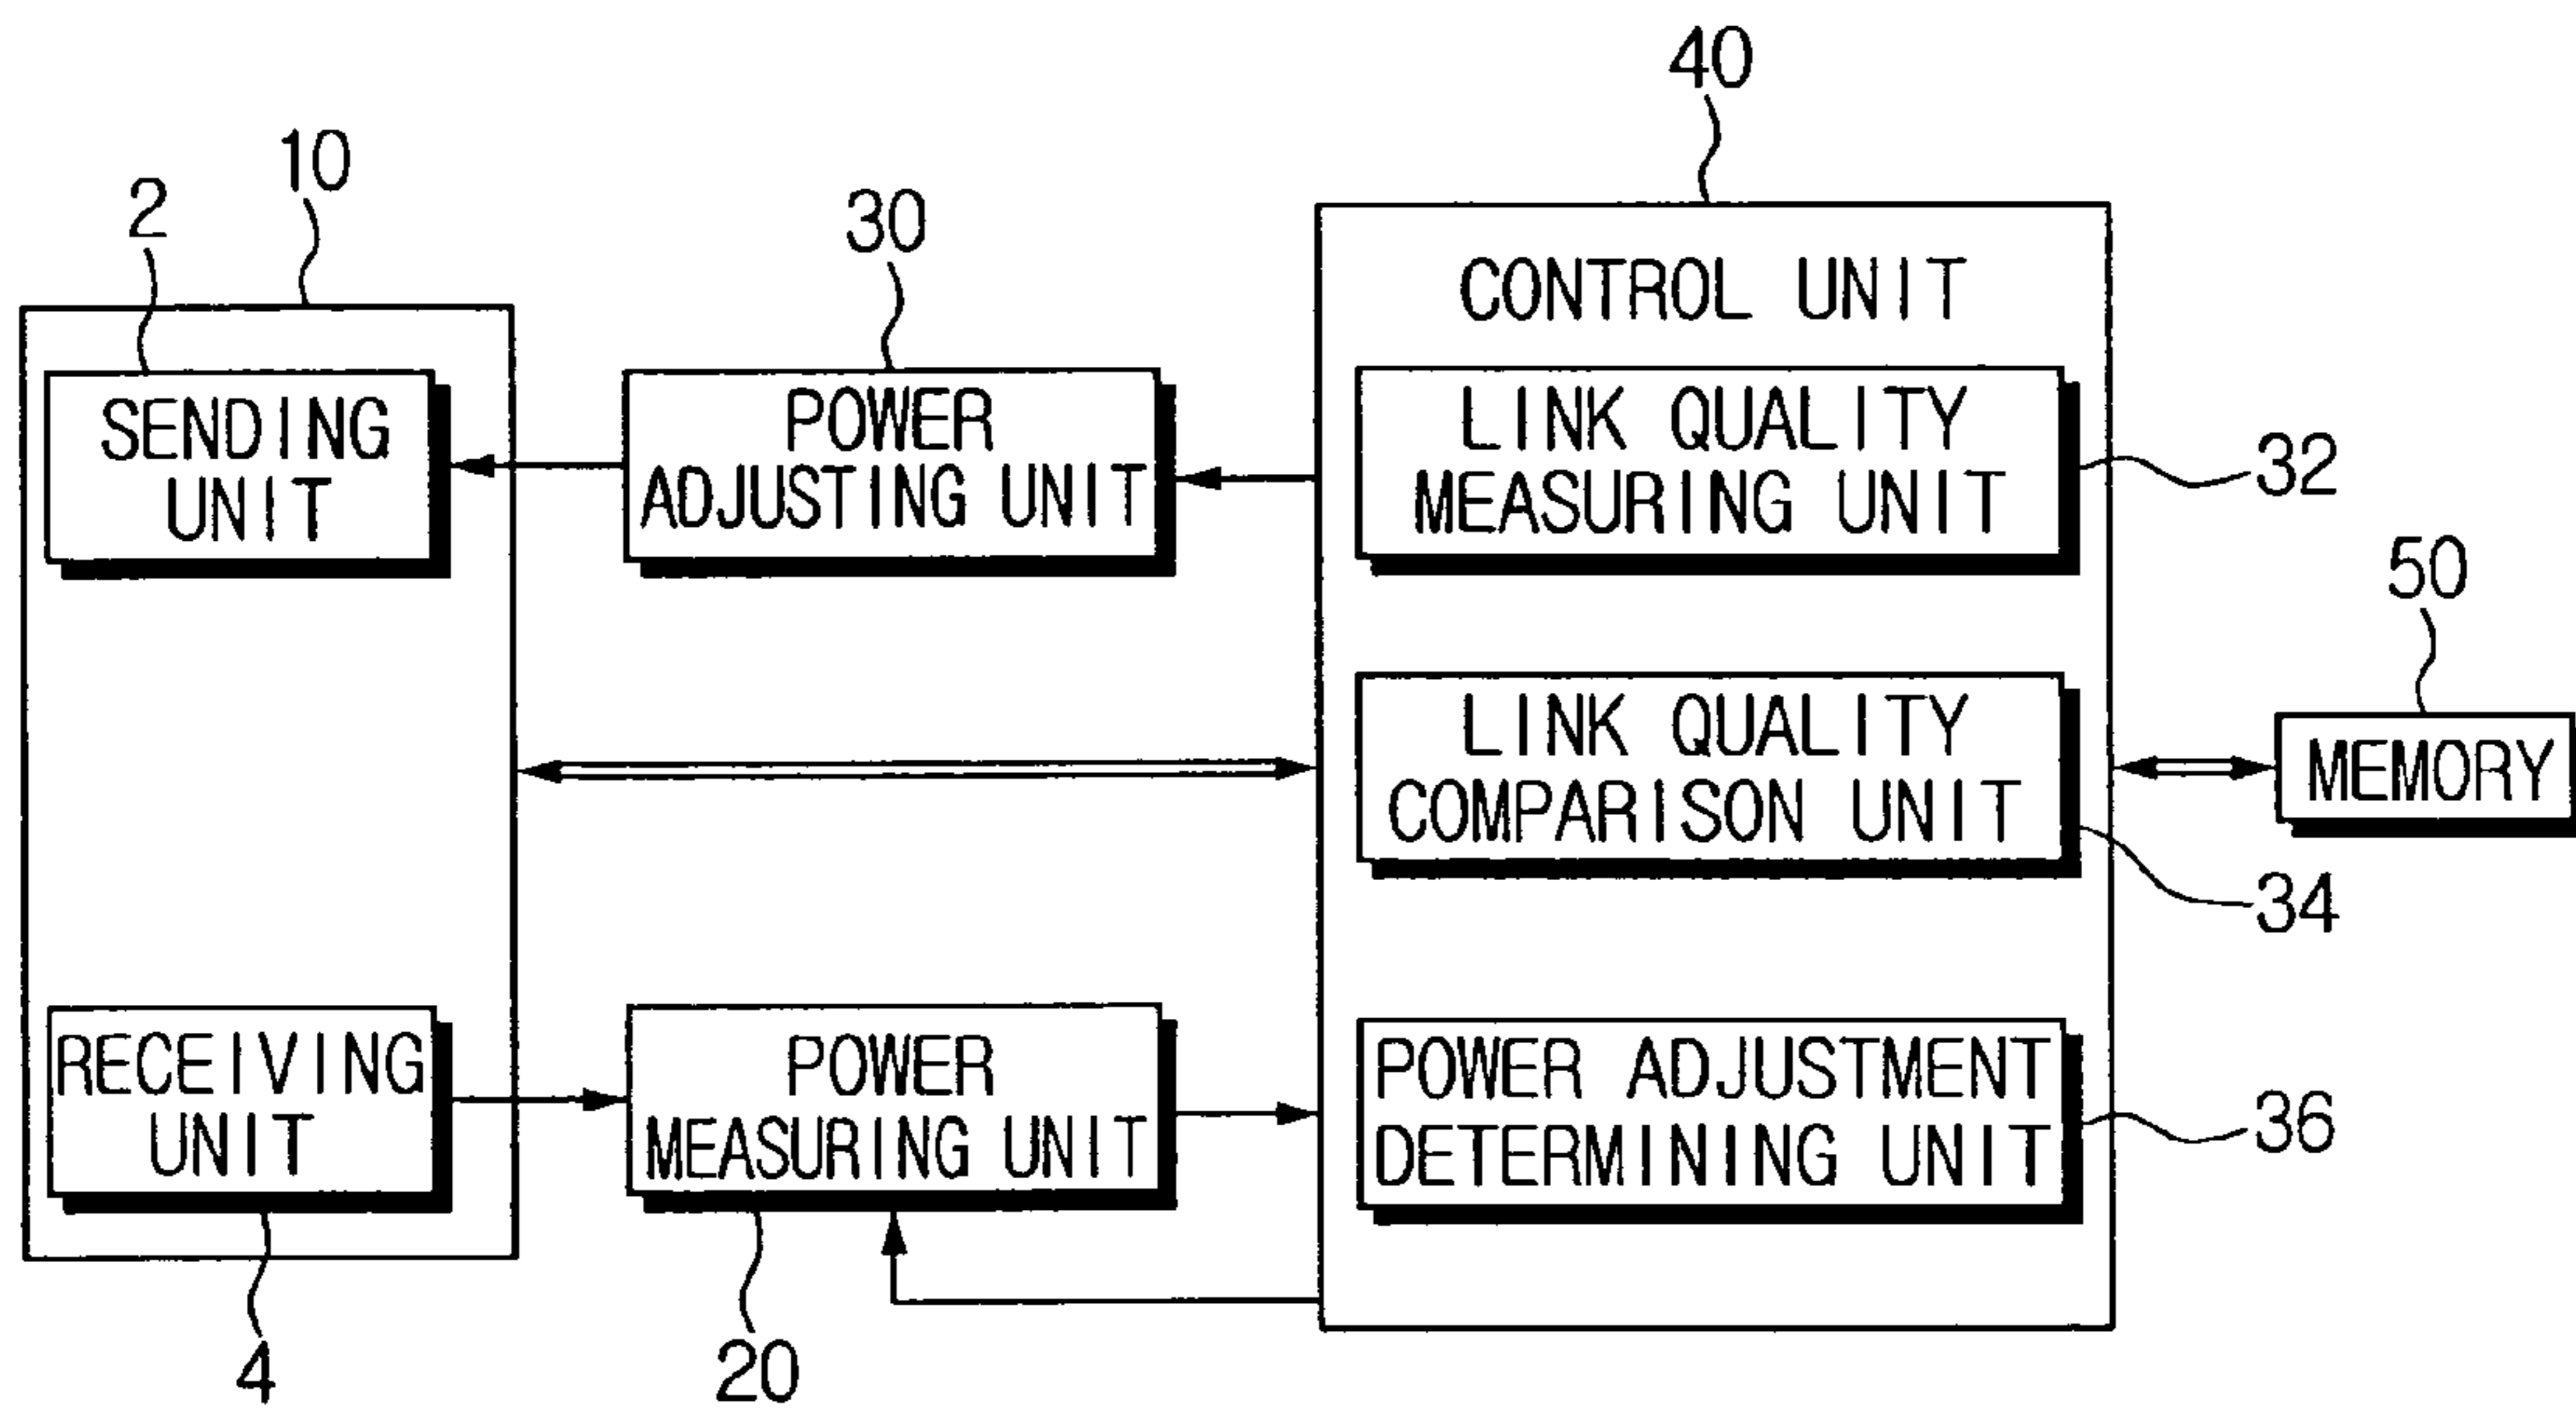 40
10
2
30
CONTROL UNIT
SENDING
UNIT
POWER
ADJUSTING UNIT
LINK QUALITY
MEASURING UNIT
32
50
LINK QUALITY
COMPARISON UNIT
MEMORY
34
RECEIVING
UNIT
POWER
MEASURING UNIT
POWER ADJUSTMENT
DETERMINING UNIT
36
4
20